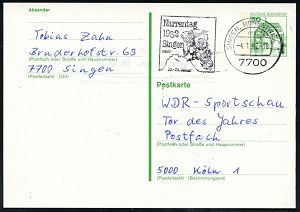 Absender
Tobias Zahn
Bruderhofstr. 63
(Postfach oder Straße und Hausnummer)
7700 Singen
(Postleitzahl) (Ort)
Narrentag
1982
Singen
7700
Postkarte
WDR - Sportschau
Tor des Jahres
Postfach
(Postfach oder Straße und Hausnummer)
5000 Köln 1
(Postleitzahl) (Bestimmungsort)